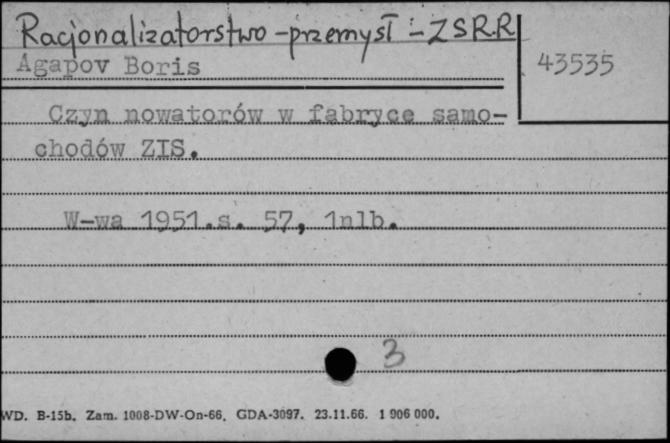 Racjonalizatorstwo - przemysł - ZSRR
Agapov Boris
43535
Czyn nowatorów w fabryce samo-
chodów ZIS.
W-wa 1951.s. 57, 1nlb.
3
WD. B-15b. Zam. 1008-DW-On-66. GDA-3097. 23.11.66. 1 906 000.